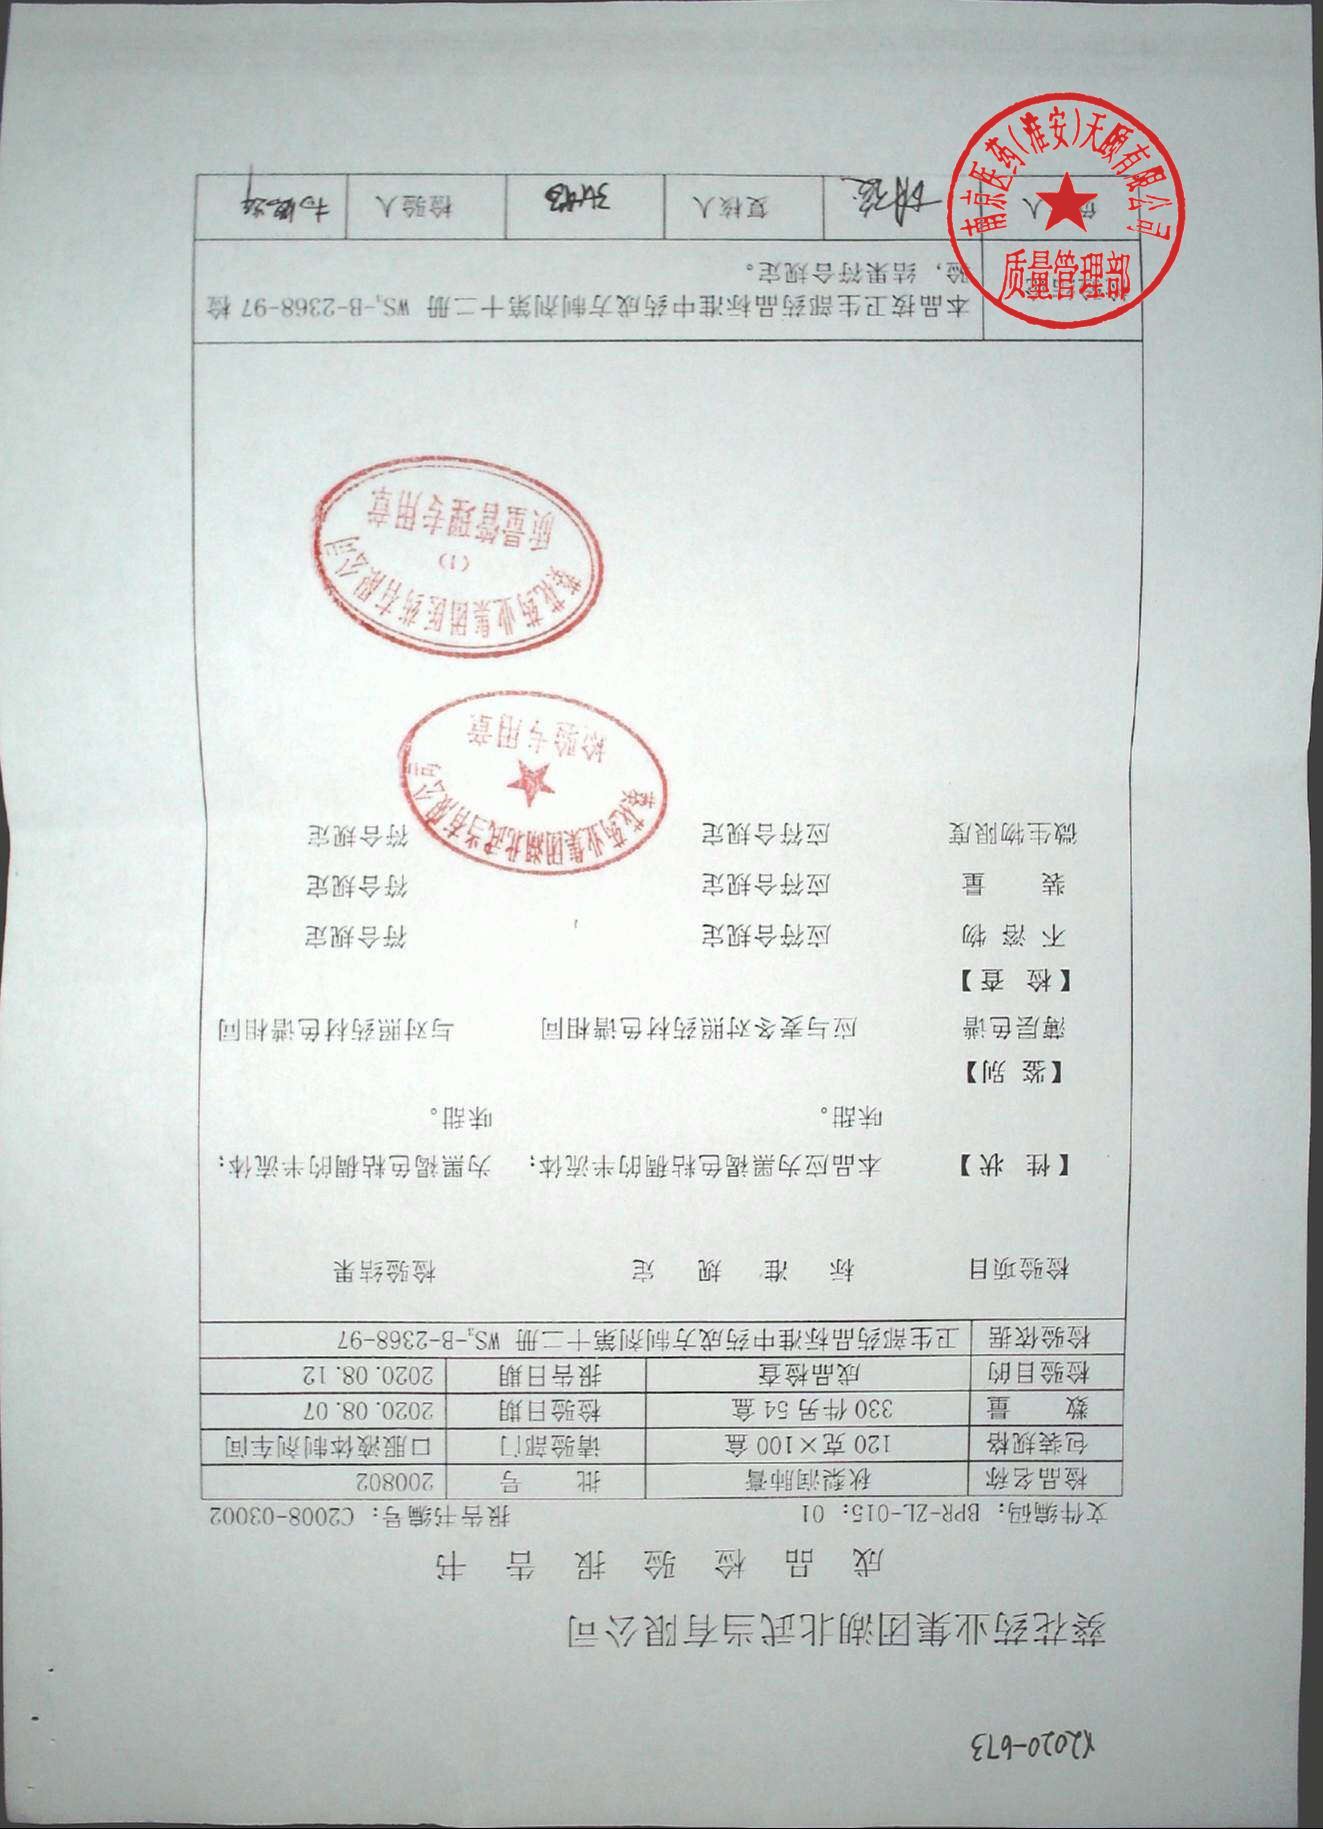 X2020-673
葵花药业集团湖北武当有限公司
成品检验报告书
文件编码：BPR-ZL-015：01 报告书编号：C2008-03002
检品名称 秋梨润肺膏 批号 200802
包装规格 120克×100盒 请验部门 口服液体制剂车间
数量 330件另54盒 检验日期 2020.08.07
检验目的 成品检查 报告日期 2020.08.12
检验依据 卫生部药品标准中药成方制剂第十二册 WS₃-B-2368-97
检验项目 标准规定 检验结果
【性状】 本品应为黑褐色粘稠的半流体； 为黑褐色粘稠的半流体；
味甜。 味甜。
【鉴别】
薄层色谱 应与麦冬对照药材色谱相同 与对照药材色谱相同
【检查】
不溶物 应符合规定 符合规定
装量 应符合规定 符合规定
微生物限度 应符合规定 符合规定
葵花药业集团湖北武当有限公司
检验专用章
葵花药业集团医药有限公司
(1)
质量管理专用章
本品按卫生部药品标准中药成方制剂第十二册 WS₃-B-2368-97 检
验，结果符合规定。
人 复核人 检验人
南京医药(淮安)天颐有限公司
质量管理部